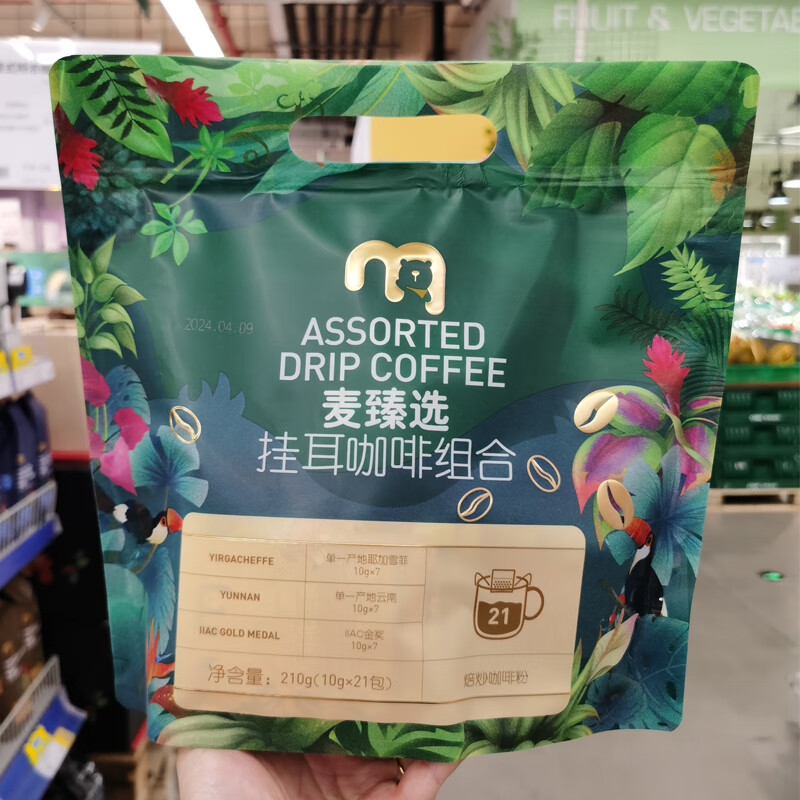 FRUIT & VEGETAB
2024.04.09
ASSORTED
DRIP COFFEE
麦臻选
挂耳咖啡组合
YIRGACHEFFE
单一产地耶加雪菲
10g×7
YUNNAN
单一产地云南
10g×7
IIAC GOLD MEDAL
IIAC金奖
10g×7
21
净含量：210g(10g×21包)
焙炒咖啡粉